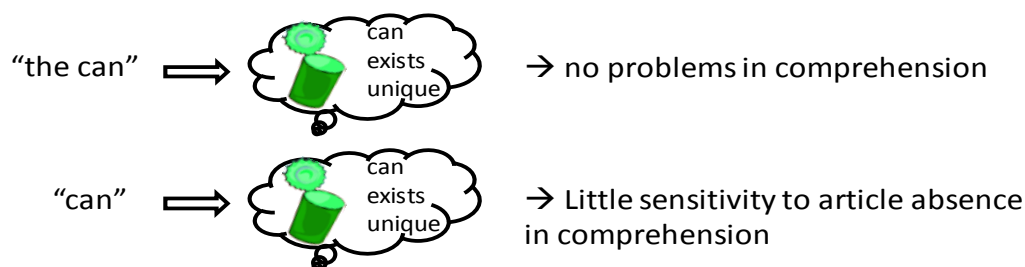 “the can” can exists unique → no problems in comprehension
“can” can exists unique → Little sensitivity to article absence in comprehension